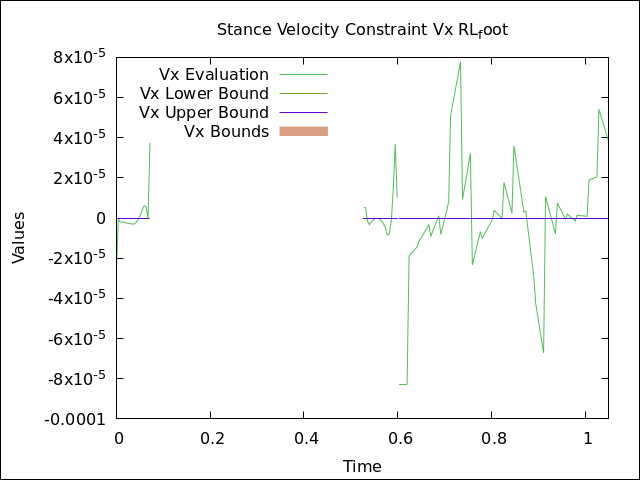 Stance Velocity Constraint Vx RL_foot
Vx Evaluation
Vx Lower Bound
Vx Upper Bound
Vx Bounds
8x10^-5
6x10^-5
4x10^-5
2x10^-5
0
-2x10^-5
-4x10^-5
-6x10^-5
-8x10^-5
-0.0001
Values
0 0.2 0.4 0.6 0.8 1
Time